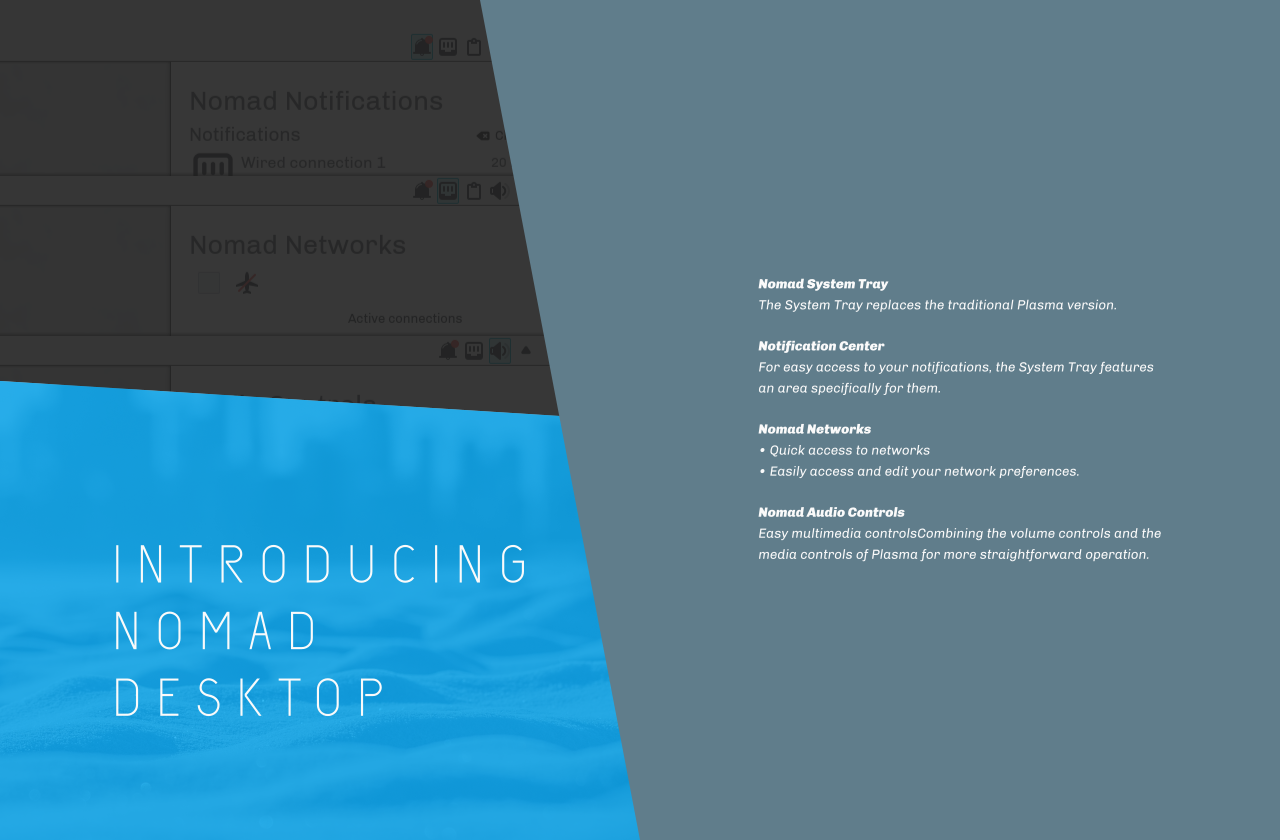 Nomad Notifications
Notifications
Wired connection 1
20
Nomad Networks
Active connections
INTRODUCING
NOMAD
DESKTOP
Nomad System Tray
The System Tray replaces the traditional Plasma version.
Notification Center
For easy access to your notifications, the System Tray features
an area specifically for them.
Nomad Networks
• Quick access to networks
• Easily access and edit your network preferences.
Nomad Audio Controls
Easy multimedia controlsCombining the volume controls and the
media controls of Plasma for more straightforward operation.